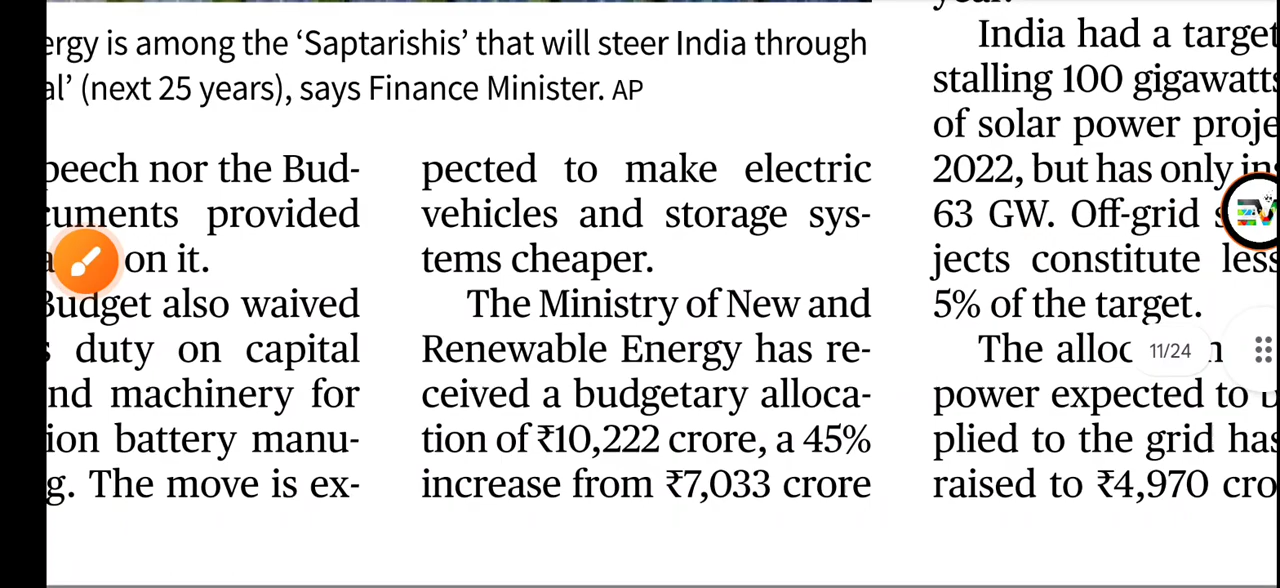 ergy is among the ‘Saptarishis’ that will steer India through
al’ (next 25 years), says Finance Minister. AP
peech nor the Bud-
cuments provided
on it.
Budget also waived
s duty on capital
nd machinery for
ion battery manu-
g. The move is ex-
pected to make electric
vehicles and storage sys-
tems cheaper.
The Ministry of New and
Renewable Energy has re-
ceived a budgetary alloca-
tion of ₹10,222 crore, a 45%
increase from ₹7,033 crore
India had a target
stalling 100 gigawatts
of solar power proje
2022, but has only ins
63 GW. Off-grid s
jects constitute less
5% of the target.
The alloc
power expected to b
plied to the grid has
raised to ₹4,970 cro
11/24
EV